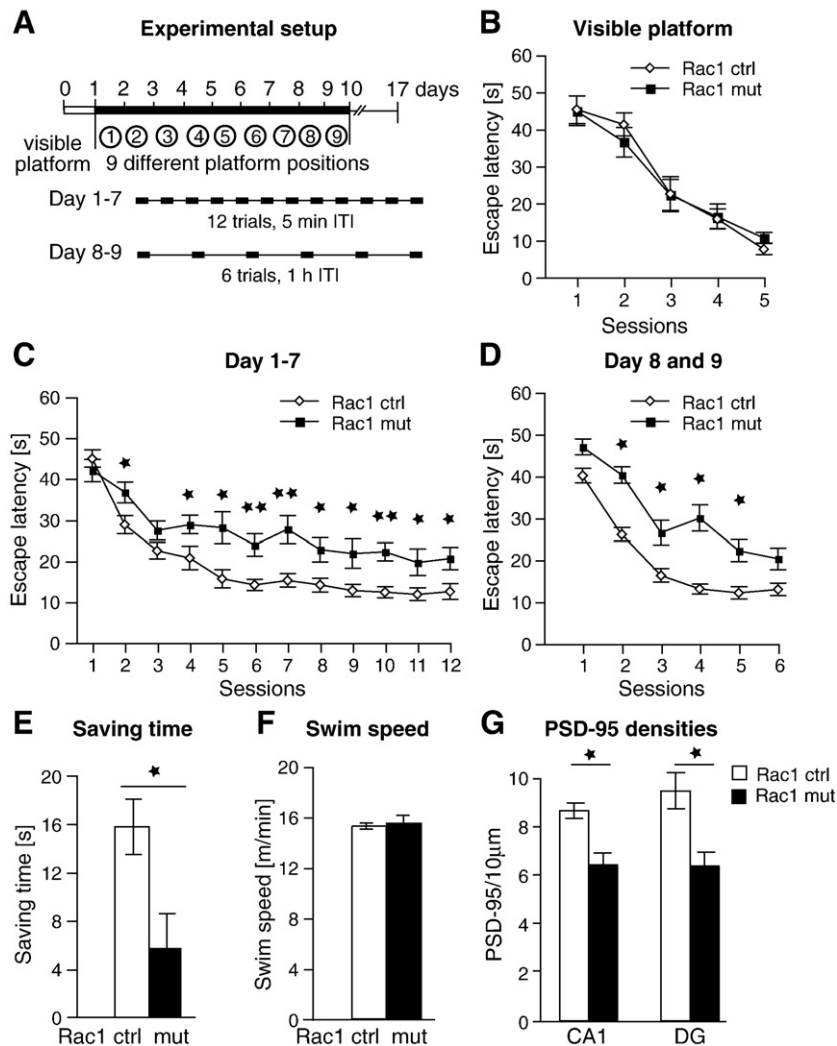 A Experimental setup
0 1 2 3 4 5 6 7 8 9 10 17 days
1 2 3 4 5 6 7 8 9
visible
platform
9 different platform positions
Day 1-7
12 trials, 5 min ITI
Day 8-9
6 trials, 1 h ITI
B Visible platform
Rac1 ctrl
Rac1 mut
Escape latency [s]
60
50
40
30
20
10
0
1 2 3 4 5
Sessions
C Day 1-7
Rac1 ctrl
Rac1 mut
Escape latency [s]
60
50
40
30
20
10
0
1 2 3 4 5 6 7 8 9 10 11 12
Sessions
D Day 8 and 9
Rac1 ctrl
Rac1 mut
Escape latency [s]
60
50
40
30
20
10
0
1 2 3 4 5 6
Sessions
E Saving time
Saving time [s]
20
16
12
8
4
0
Rac1 ctrl mut
F Swim speed
Swim speed [m/min]
20
16
12
8
4
0
Rac1 ctrl mut
G PSD-95 densities
Rac1 ctrl
Rac1 mut
PSD-95/10µm
10
8
6
4
2
0
CA1 DG